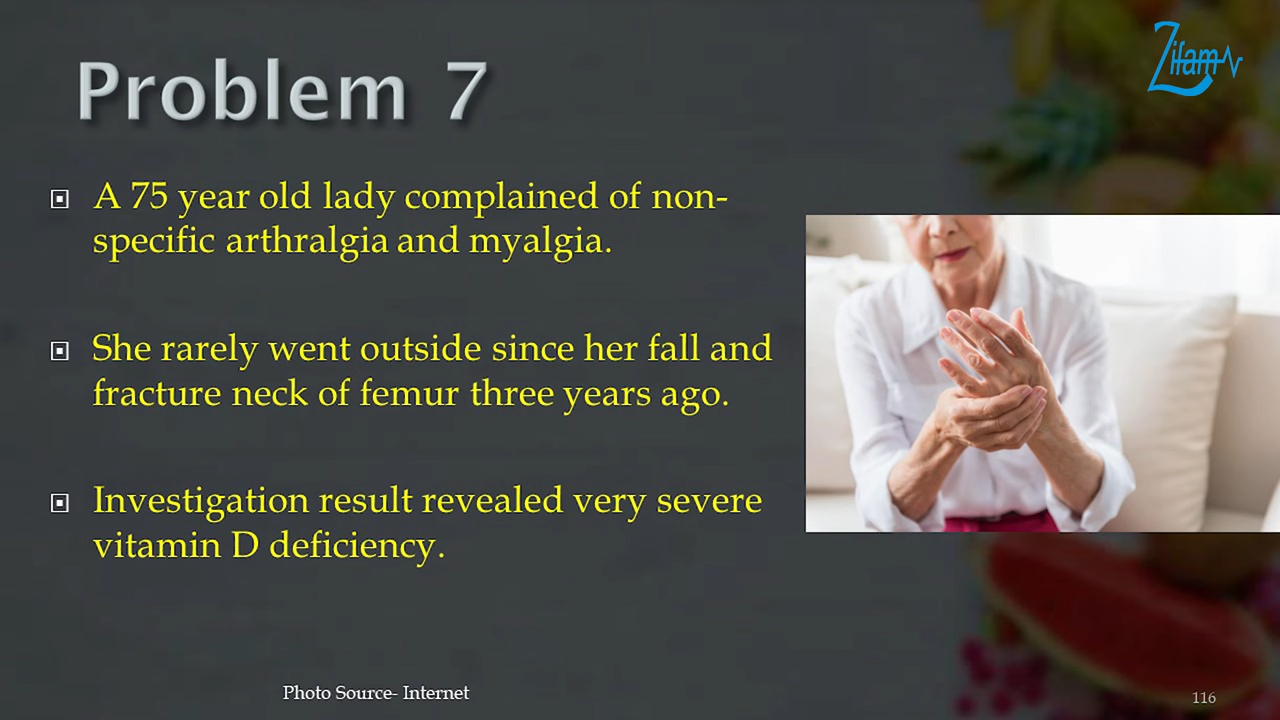 Zifam
Problem 7
A 75 year old lady complained of non-
specific arthralgia and myalgia.
She rarely went outside since her fall and
fracture neck of femur three years ago.
Investigation result revealed very severe
vitamin D deficiency.
Photo Source- Internet
116